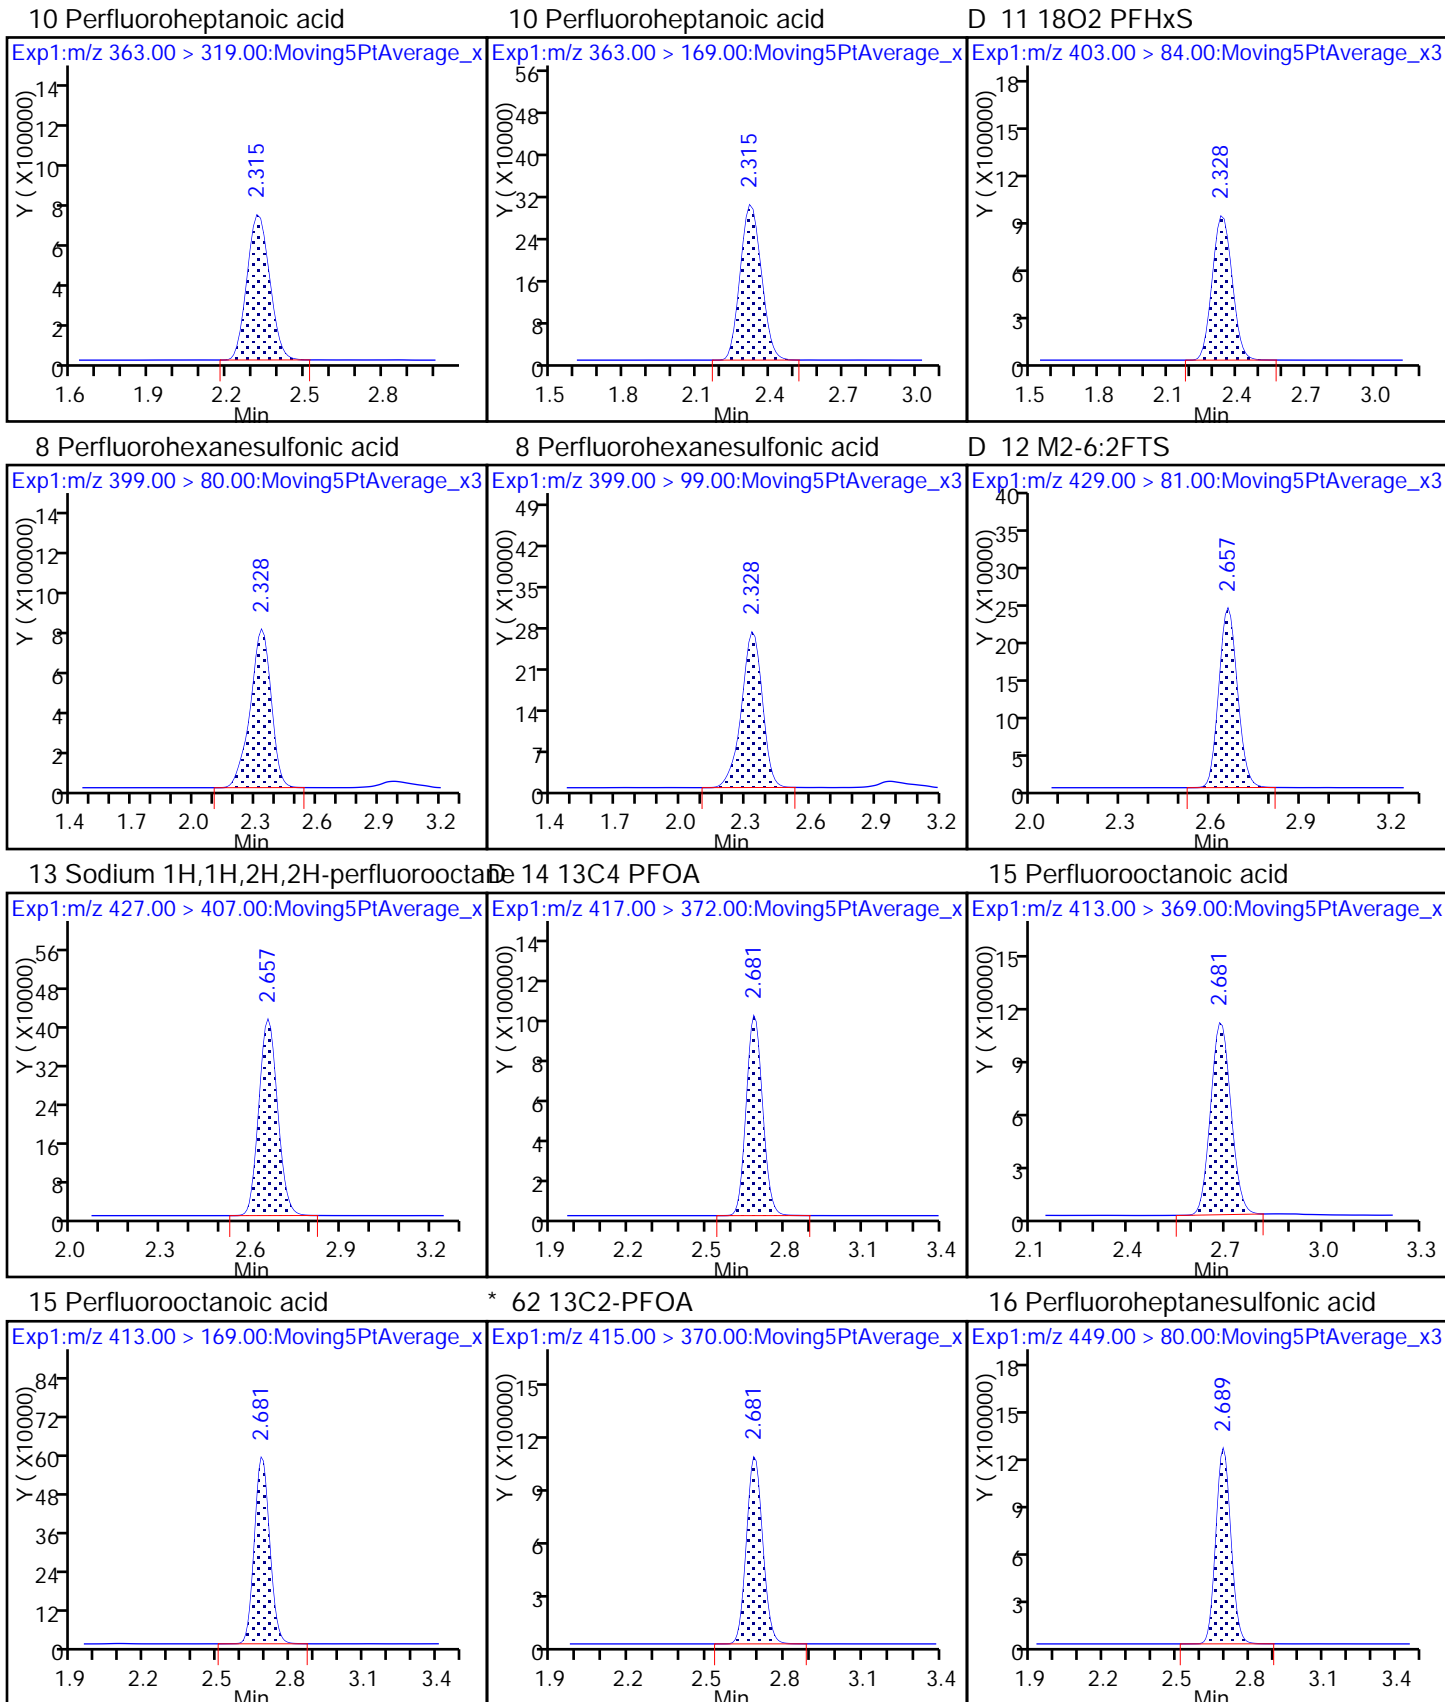 10 Perfluoroheptanoic acid
Exp1:m/z 363.00 > 319.00:Moving5PtAverage_x
Y ( X100000)
14
12
10
8
6
4
2
0
2.315
1.6 1.9 2.2 2.5 2.8
Min
10 Perfluoroheptanoic acid
Exp1:m/z 363.00 > 169.00:Moving5PtAverage_x
Y ( X10000)
56
48
40
32
24
16
8
0
2.315
1.5 1.8 2.1 2.4 2.7 3.0
Min
D 11 18O2 PFHxS
Exp1:m/z 403.00 > 84.00:Moving5PtAverage_x3
Y ( X100000)
18
15
12
9
6
3
0
2.328
1.5 1.8 2.1 2.4 2.7 3.0
Min
8 Perfluorohexanesulfonic acid
Exp1:m/z 399.00 > 80.00:Moving5PtAverage_x3
Y ( X100000)
14
12
10
8
6
4
2
0
2.328
1.4 1.7 2.0 2.3 2.6 2.9 3.2
Min
8 Perfluorohexanesulfonic acid
Exp1:m/z 399.00 > 99.00:Moving5PtAverage_x3
Y ( X10000)
49
42
35
28
21
14
7
0
2.328
1.4 1.7 2.0 2.3 2.6 2.9 3.2
Min
D 12 M2-6:2FTS
Exp1:m/z 429.00 > 81.00:Moving5PtAverage_x3
Y ( X10000)
40
35
30
25
20
15
10
5
0
2.657
2.0 2.3 2.6 2.9 3.2
Min
13 Sodium 1H,1H,2H,2H-perfluorooctane
Exp1:m/z 427.00 > 407.00:Moving5PtAverage_x
Y ( X10000)
56
48
40
32
24
16
8
0
2.657
2.0 2.3 2.6 2.9 3.2
Min
D 14 13C4 PFOA
Exp1:m/z 417.00 > 372.00:Moving5PtAverage_x
Y ( X100000)
14
12
10
8
6
4
2
0
2.681
1.9 2.2 2.5 2.8 3.1 3.4
Min
15 Perfluorooctanoic acid
Exp1:m/z 413.00 > 369.00:Moving5PtAverage_x
Y ( X100000)
15
12
9
6
3
0
2.681
2.1 2.4 2.7 3.0 3.3
Min
15 Perfluorooctanoic acid
Exp1:m/z 413.00 > 169.00:Moving5PtAverage_x
Y ( X10000)
84
72
60
48
36
24
12
0
2.681
1.9 2.2 2.5 2.8 3.1 3.4
Min
* 62 13C2-PFOA
Exp1:m/z 415.00 > 370.00:Moving5PtAverage_x
Y ( X100000)
15
12
9
6
3
0
2.681
1.9 2.2 2.5 2.8 3.1 3.4
Min
16 Perfluoroheptanesulfonic acid
Exp1:m/z 449.00 > 80.00:Moving5PtAverage_x3
Y ( X100000)
18
15
12
9
6
3
0
2.689
1.9 2.2 2.5 2.8 3.1 3.4
Min